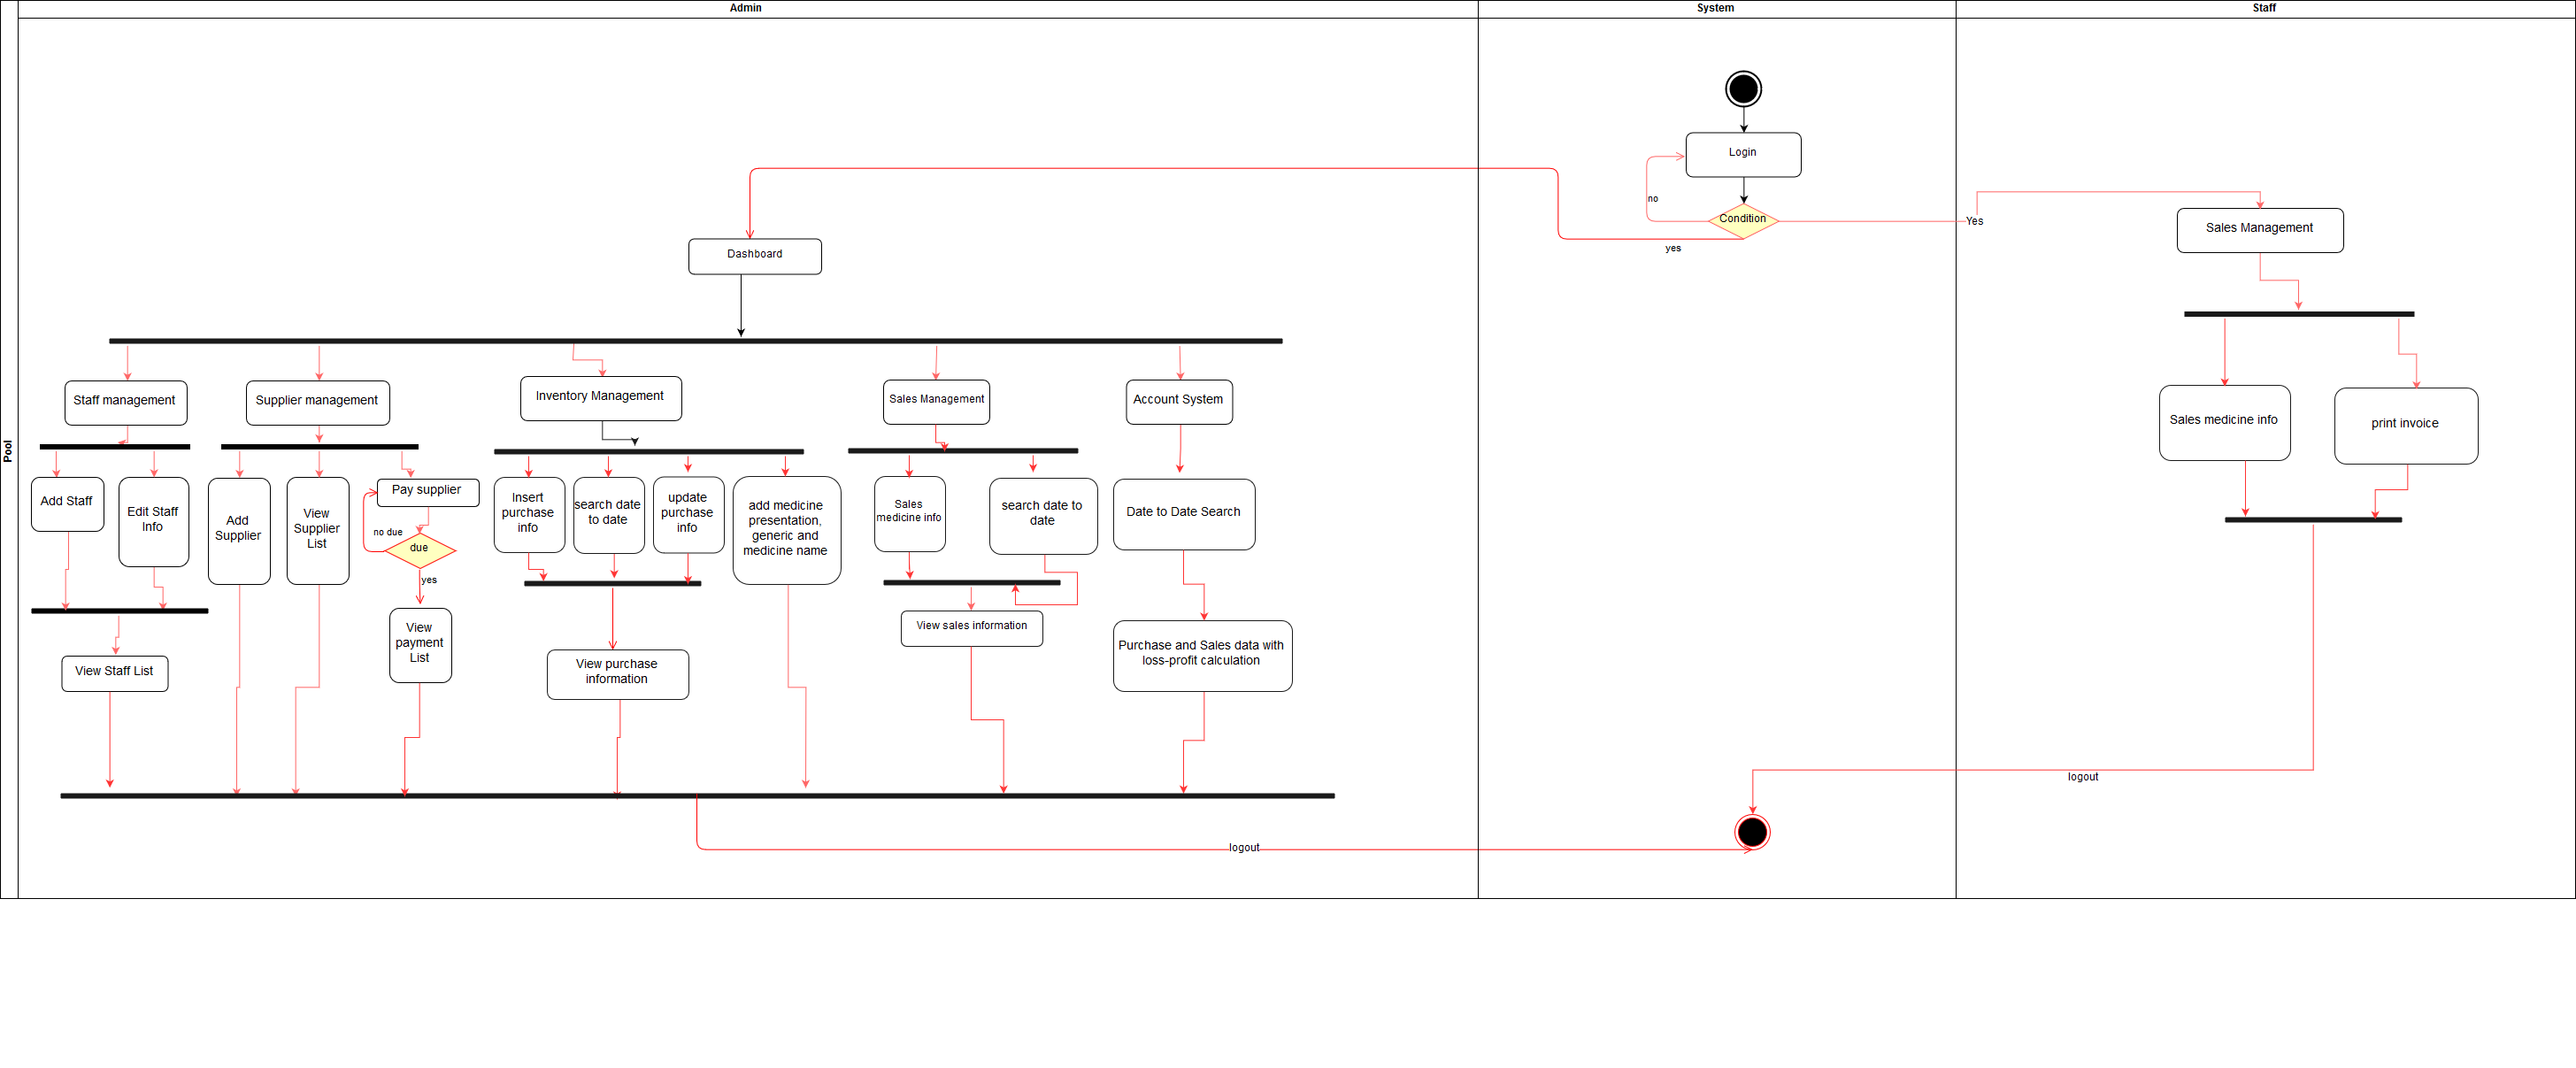 Admin
System
Staff
Pool
Login
no
Condition
yes
Yes
Sales Management
Dashboard
Staff management
Supplier management
Inventory Management
Sales Management
Account System
Sales medicine info
print invoice
Add Staff
Edit Staff
Info
Add
Supplier
View
Supplier
List
Pay supplier
no due
due
yes
View
payment
List
Insert
purchase
info
search date
to date
update
purchase
info
add medicine
presentation,
generic and
medicine name
Sales
medicine info
search date to
date
Date to Date Search
View Staff List
View purchase
information
View sales information
Purchase and Sales data with
loss-profit calculation
logout
logout